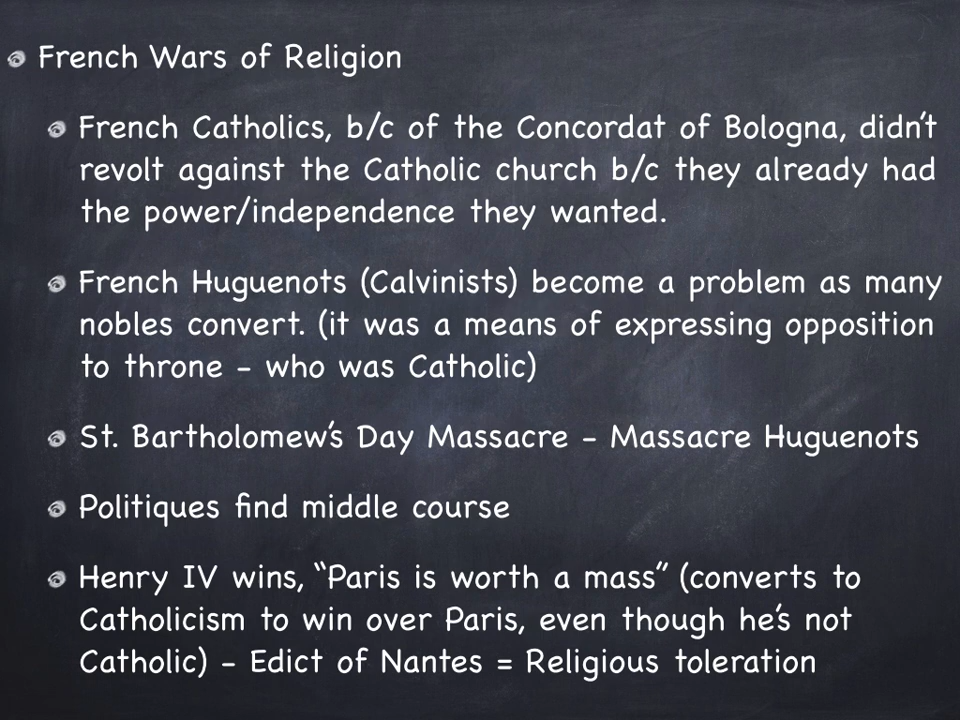 French Wars of Religion
French Catholics, b/c of the Concordat of Bologna, didn't
revolt against the Catholic church b/c they already had
the power/independence they wanted.
French Huguenots (Calvinists) become a problem as many
nobles convert. (it was a means of expressing opposition
to throne - who was Catholic)
St. Bartholomew's Day Massacre - Massacre Huguenots
Politiques find middle course
Henry IV wins, “Paris is worth a mass” (converts to
Catholicism to win over Paris, even though he's not
Catholic) - Edict of Nantes = Religious toleration